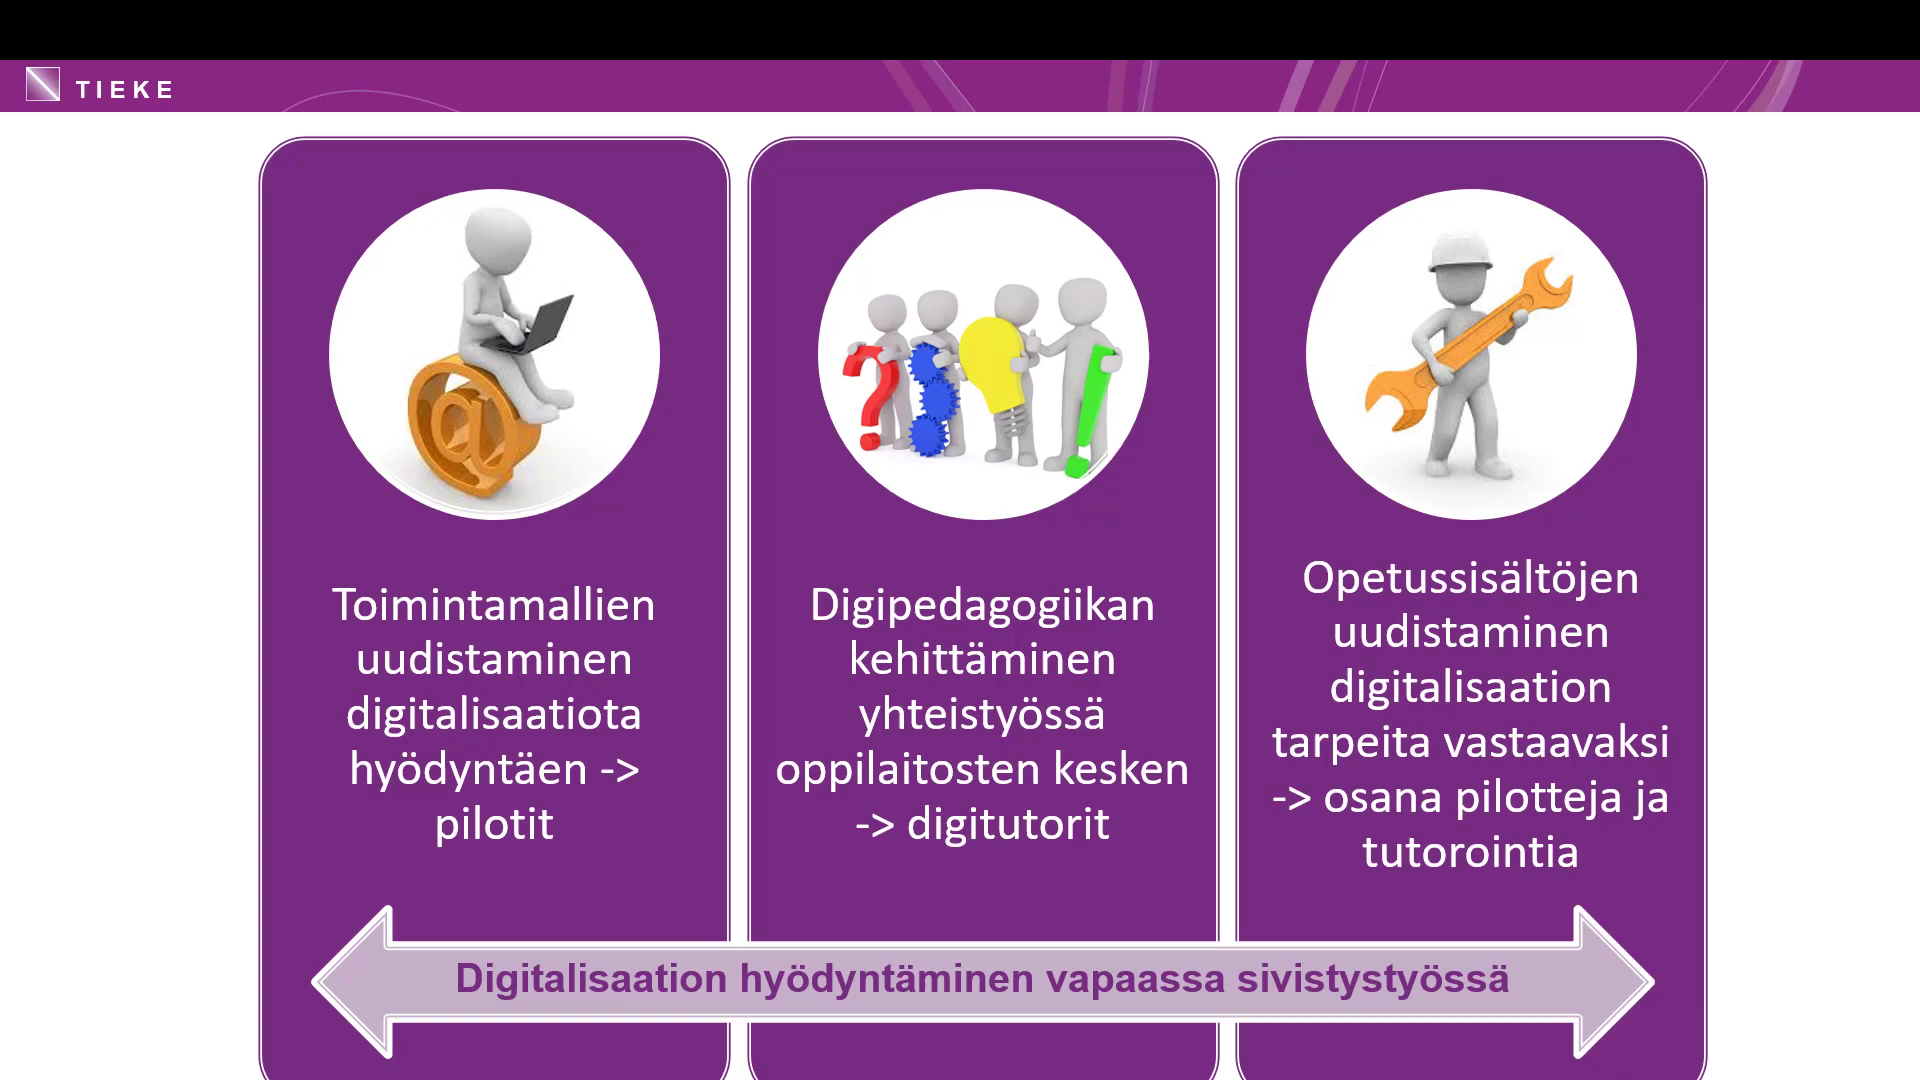 TIEKE
Toimintamallien
uudistaminen
digitalisaatiota
hyödyntäen ->
pilotit
Digipedagogiikan
kehittäminen
yhteistyössä
oppilaitosten kesken
-> digitutorit
Opetussisältöjen
uudistaminen
digitalisaation
tarpeita vastaavaksi
-> osana pilotteja ja
tutorointia
Digitalisaation hyödyntäminen vapaassa sivistystyössä